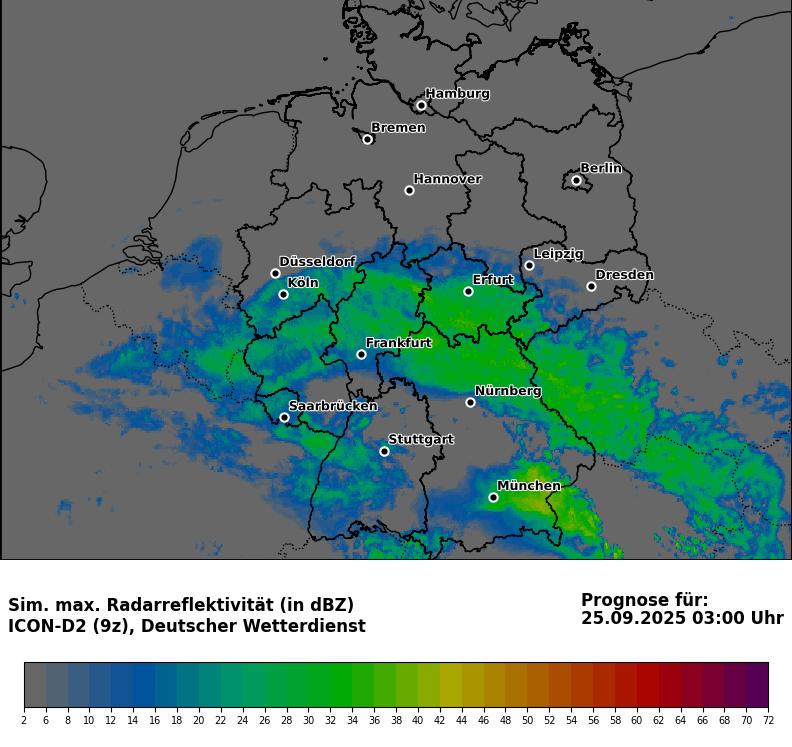 Hamburg
Bremen
Berlin
Hannover
Leipzig
Düsseldorf
Dresden
Köln
Erfurt
Frankfurt
Nürnberg
Saarbrücken
Stuttgart
München
Sim. max. Radarreflektivität (in dBZ)
ICON-D2 (9z), Deutscher Wetterdienst
Prognose für:
25.09.2025 03:00 Uhr
2 6 8 10 12 14 16 18 20 22 24 26 28 30 32 34 36 38 40 42 44 46 48 50 52 54 56 58 60 62 64 66 68 70 72